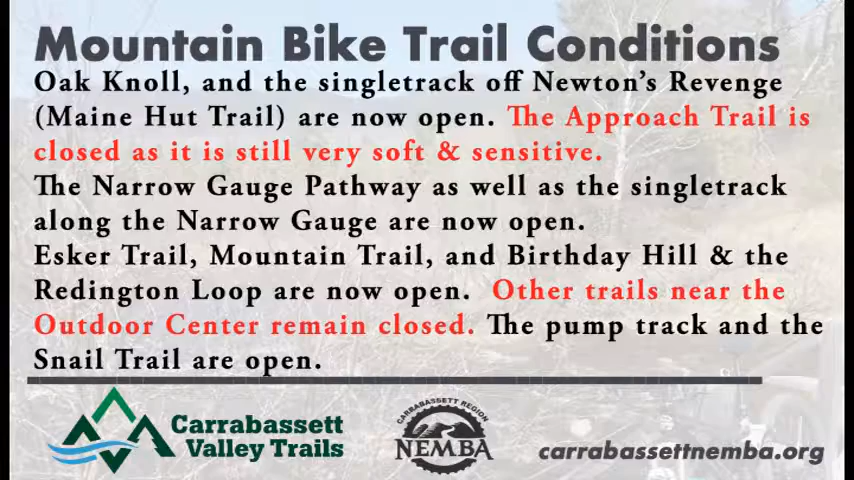 Mountain Bike Trail Conditions
Oak Knoll, and the singletrack off Newton's Revenge
(Maine Hut Trail) are now open. The Approach Trail is
closed as it is still very soft & sensitive.
The Narrow Gauge Pathway as well as the singletrack
along the Narrow Gauge are now open.
Esker Trail, Mountain Trail, and Birthday Hill & the
Redington Loop are now open. Other trails near the
Outdoor Center remain closed. The pump track and the
Snail Trail are open.
Carrabassett
Valley Trails
CARRABASSETT REGION
NEMBA
carrabassettnemba.org